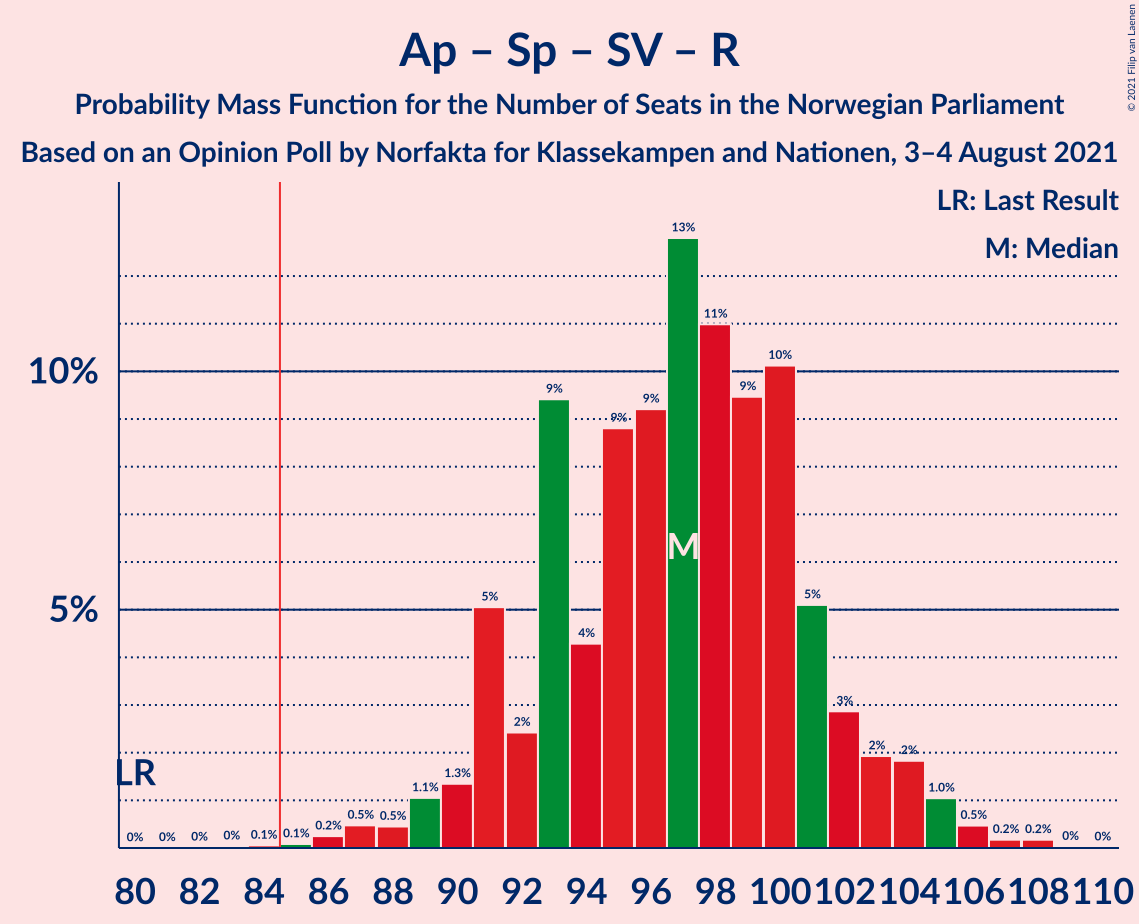 Ap – Sp – SV – R
Probability Mass Function for the Number of Seats in the Norwegian Parliament
Based on an Opinion Poll by Norfakta for Klassekampen and Nationen, 3–4 August 2021
© 2021 Filip van Laenen
LR: Last Result
M: Median
10%
5%
LR
M
0% 0% 0% 0% 0.1% 0.1% 0.2% 0.5% 0.5% 1.1% 1.3% 5% 2% 9% 4% 9% 9% 13% 11% 9% 10% 5% 3% 2% 2% 1.0% 0.5% 0.2% 0.2% 0% 0%
80 82 84 86 88 90 92 94 96 98 100 102 104 106 108 110